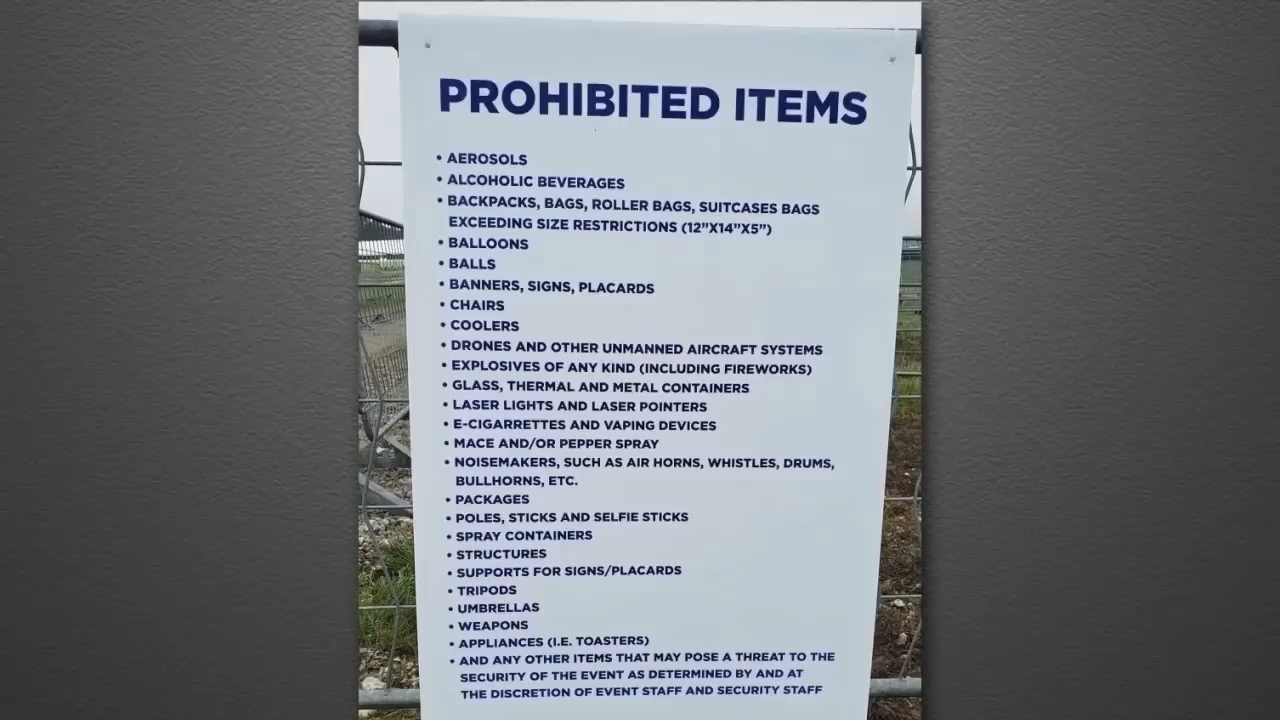 PROHIBITED ITEMS
• AEROSOLS
• ALCOHOLIC BEVERAGES
• BACKPACKS, BAGS, ROLLER BAGS, SUITCASES BAGS
EXCEEDING SIZE RESTRICTIONS (12”X14”X5”)
• BALLOONS
• BALLS
• BANNERS, SIGNS, PLACARDS
• CHAIRS
• COOLERS
• DRONES AND OTHER UNMANNED AIRCRAFT SYSTEMS
• EXPLOSIVES OF ANY KIND (INCLUDING FIREWORKS)
• GLASS, THERMAL AND METAL CONTAINERS
• LASER LIGHTS AND LASER POINTERS
• E-CIGARRETTES AND VAPING DEVICES
• MACE AND/OR PEPPER SPRAY
• NOISEMAKERS, SUCH AS AIR HORNS, WHISTLES, DRUMS,
BULLHORNS, ETC.
• PACKAGES
• POLES, STICKS AND SELFIE STICKS
• SPRAY CONTAINERS
• STRUCTURES
• SUPPORTS FOR SIGNS/PLACARDS
• TRIPODS
• UMBRELLAS
• WEAPONS
• APPLIANCES (I.E. TOASTERS)
• AND ANY OTHER ITEMS THAT MAY POSE A THREAT TO THE
SECURITY OF THE EVENT AS DETERMINED BY AND AT
THE DISCRETION OF EVENT STAFF AND SECURITY STAFF